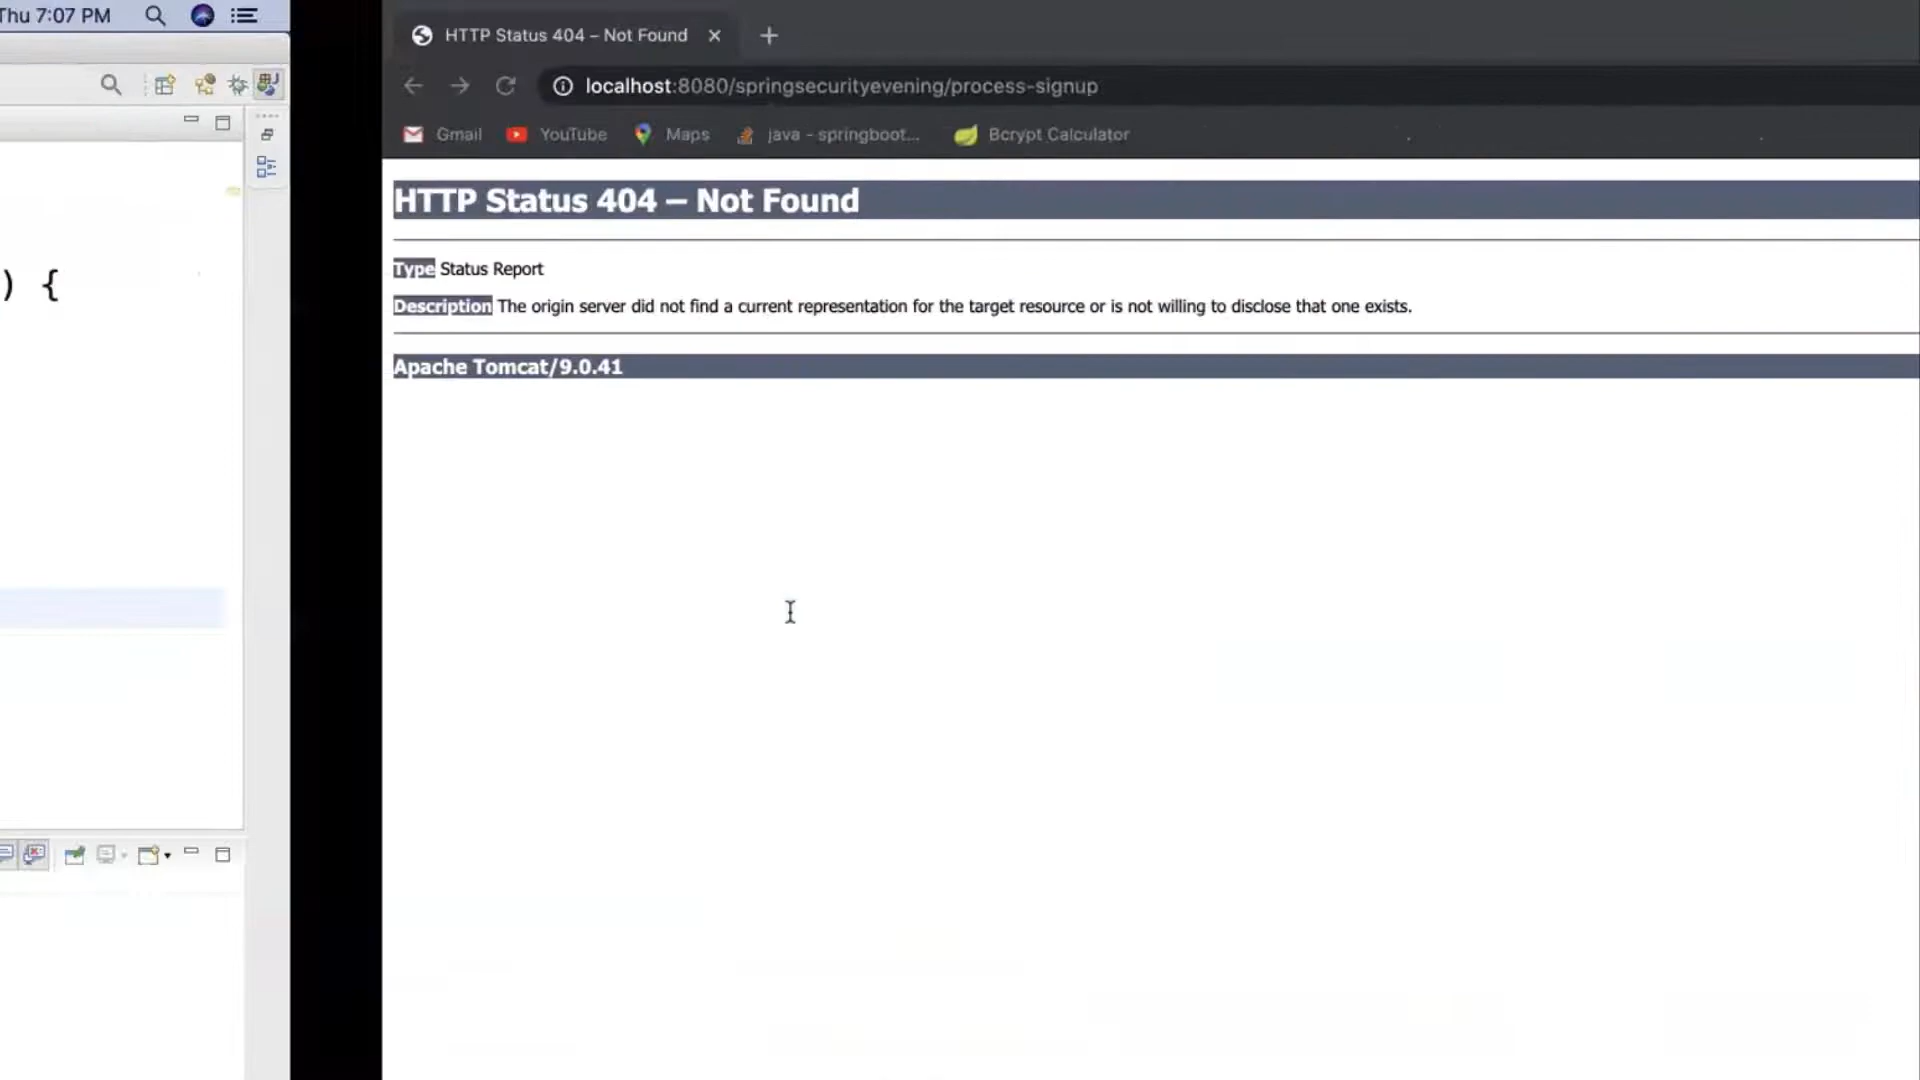 Thu 7:07 PM
) {
HTTP Status 404 – Not Found
localhost:8080/springsecurityevening/process-signup
Gmail YouTube Maps java - springboot... Bcrypt Calculator
HTTP Status 404 – Not Found
Type Status Report
Description The origin server did not find a current representation for the target resource or is not willing to disclose that one exists.
Apache Tomcat/9.0.41